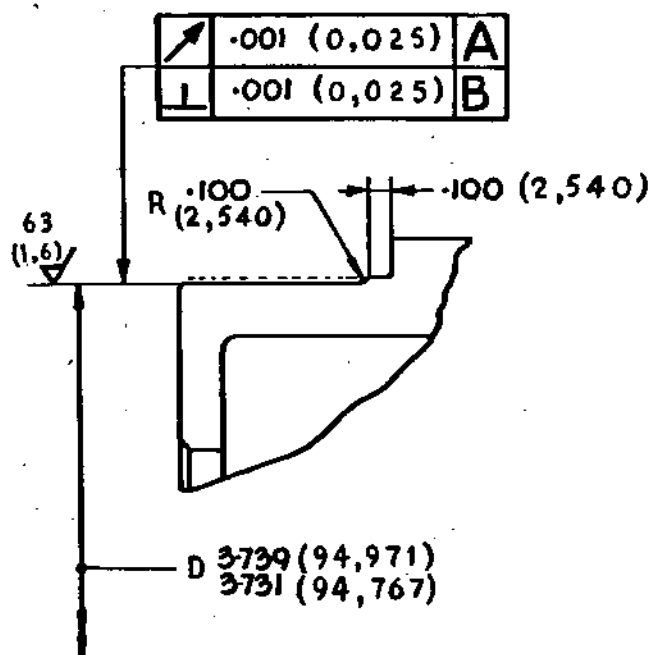 .001 (0,025) A
⊥ .001 (0,025) B
R .100
(2,540)
.100 (2,540)
63
(1,6)
D 3.739 (94,971)
3.731 (94,767)